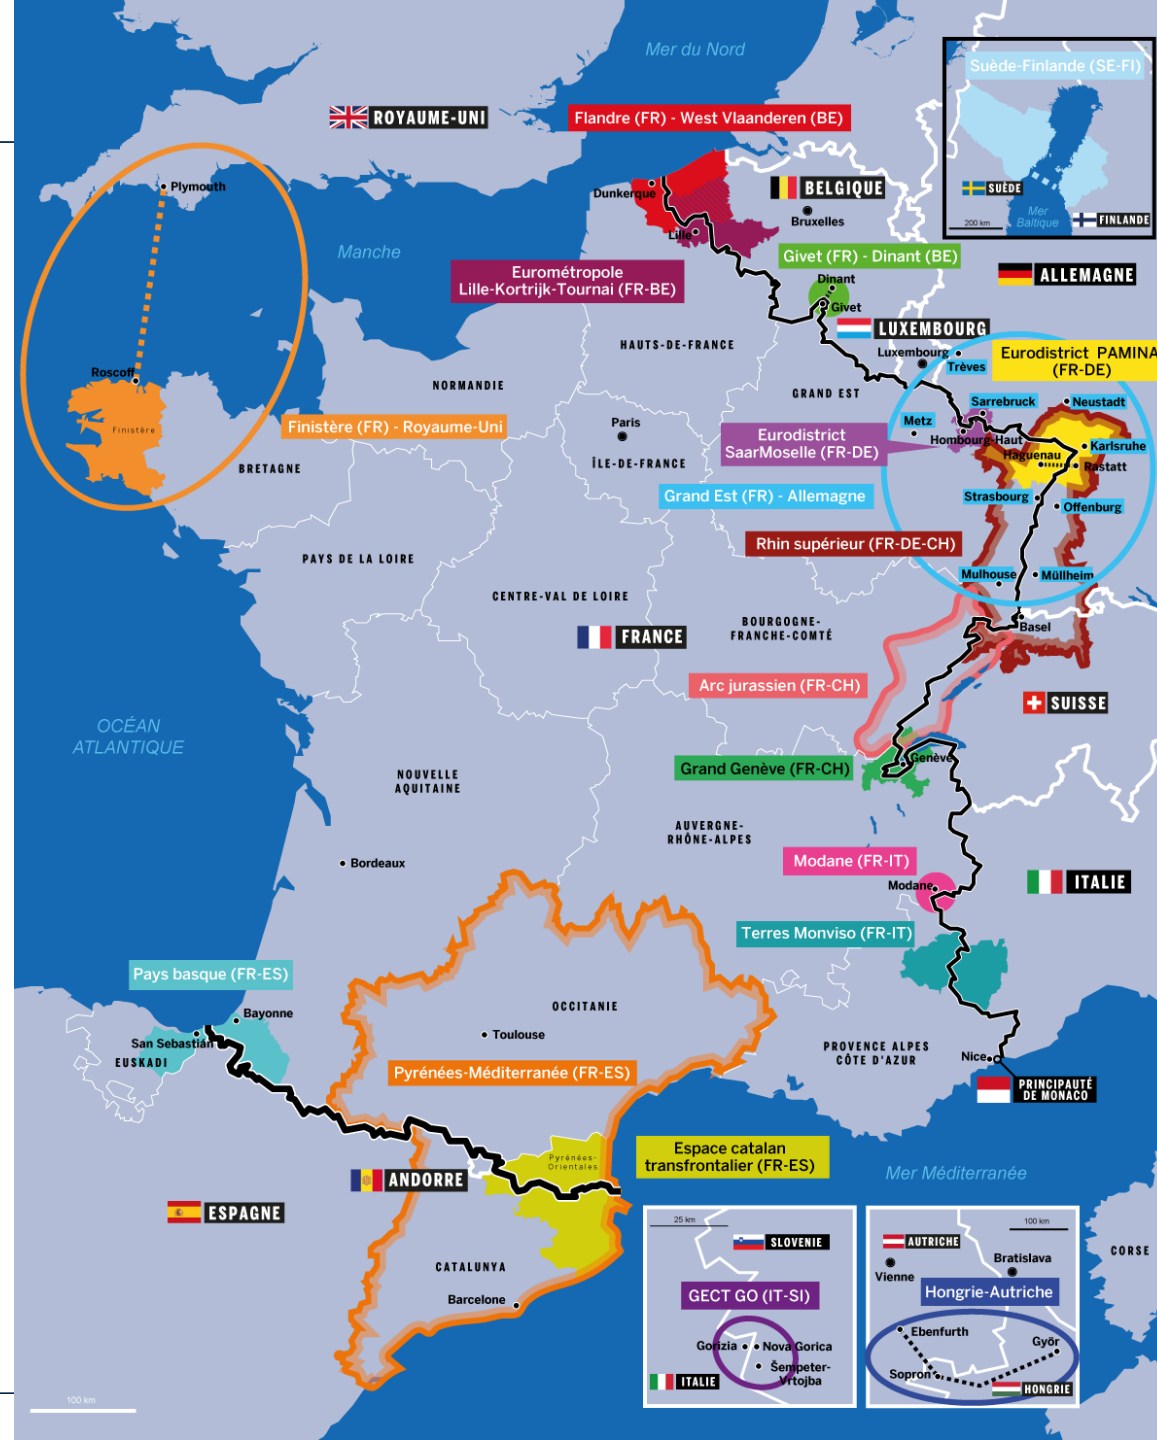 Mer du Nord
Suède-Finlande (SE-FI)
ROYAUME-UNI
Flandre (FR) - West Vlaanderen (BE)
Plymouth
Dunkerque
BELGIQUE
Bruxelles
SUÈDE
Mer
Baltique
200 km
FINLANDE
Lille
Manche
Givet (FR) - Dinant (BE)
Eurométropole
Lille-Kortrijk-Tournai (FR-BE)
Dinant
Givet
ALLEMAGNE
LUXEMBOURG
Luxembourg
Trèves
Eurodistrict PAMINA
(FR-DE)
HAUTS-DE-FRANCE
Roscoff
NORMANDIE
GRAND EST
Sarrebruck
Neustadt
Finistère
Finistère (FR) - Royaume-Uni
Paris
Metz
Hombourg-Haut
Eurodistrict
SaarMoselle (FR-DE)
Karlsruhe
Haguenau
Rastatt
BRETAGNE
ÎLE-DE-FRANCE
Grand Est (FR) - Allemagne
Strasbourg
Offenburg
Rhin supérieur (FR-DE-CH)
PAYS DE LA LOIRE
Mulhouse
Müllheim
CENTRE-VAL DE LOIRE
BOURGOGNE-
FRANCHE-COMTÉ
Basel
FRANCE
Arc jurassien (FR-CH)
SUISSE
OCÉAN
ATLANTIQUE
Grand Genève (FR-CH)
Genève
NOUVELLE
AQUITAINE
AUVERGNE-
RHÔNE-ALPES
Bordeaux
Modane (FR-IT)
Modane
ITALIE
Terres Monviso (FR-IT)
Pays basque (FR-ES)
OCCITANIE
Bayonne
San Sebastián
EUSKADI
Toulouse
PROVENCE ALPES
CÔTE D'AZUR
Nice
Pyrénées-Méditerranée (FR-ES)
PRINCIPAUTÉ
DE MONACO
Pyrénées-
Orientales
Espace catalan
transfrontalier (FR-ES)
ANDORRE
Mer Méditerranée
ESPAGNE
CATALUNYA
Barcelone
25 km
SLOVENIE
GECT GO (IT-SI)
Gorizia
Nova Gorica
Šempeter-
Vrtojba
ITALIE
100 km
AUTRICHE
Vienne
Bratislava
Hongrie-Autriche
Ebenfurth
Györ
Sopron
HONGRIE
CORSE
100 km